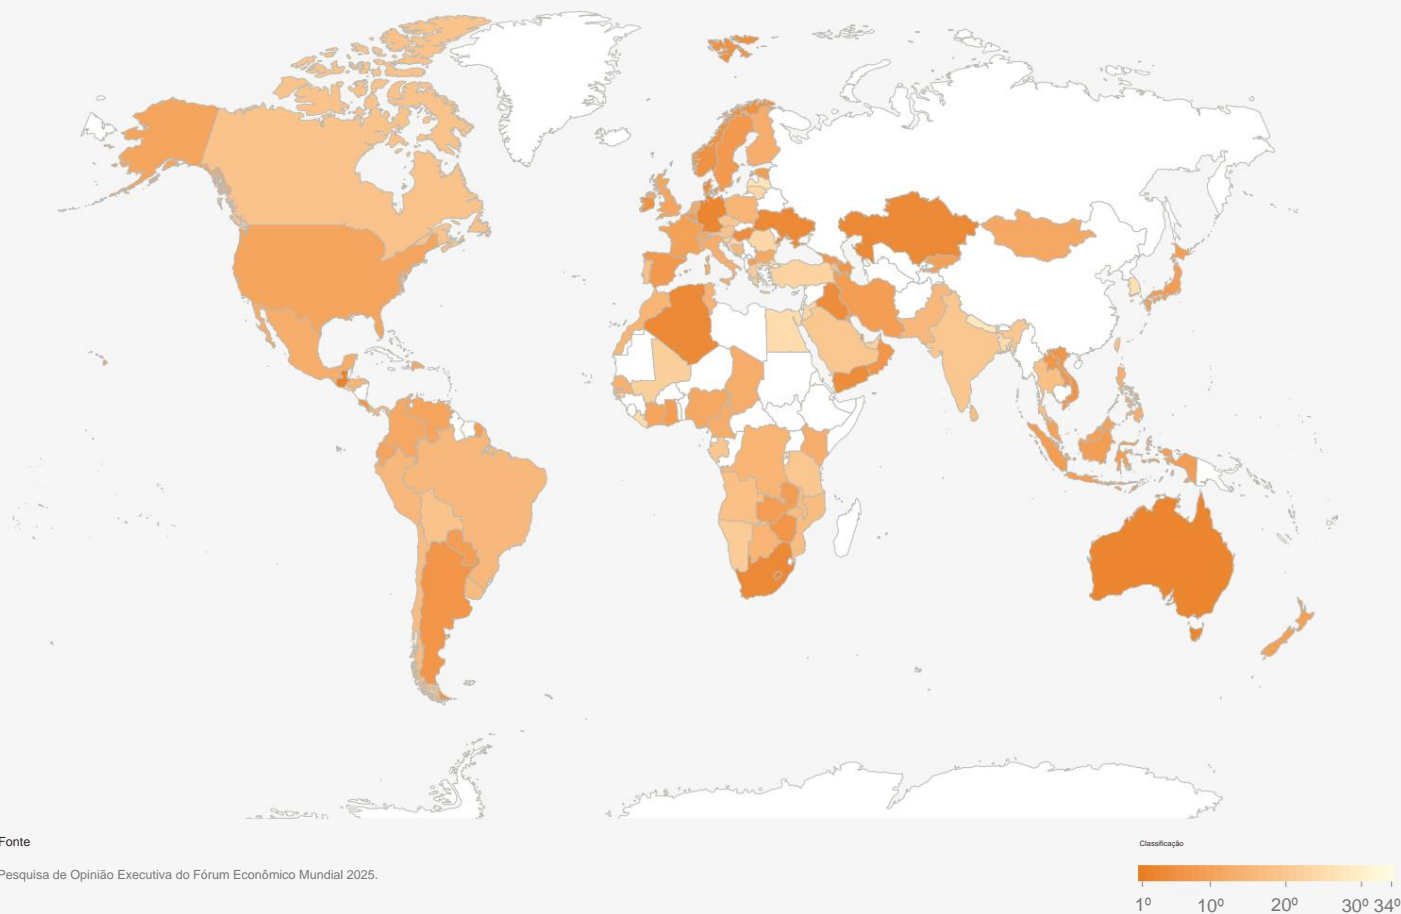 Fonte
Pesquisa de Opinião Executiva do Fórum Econômico Mundial 2025.
Classificação
1º 10º 20º 30º 34º